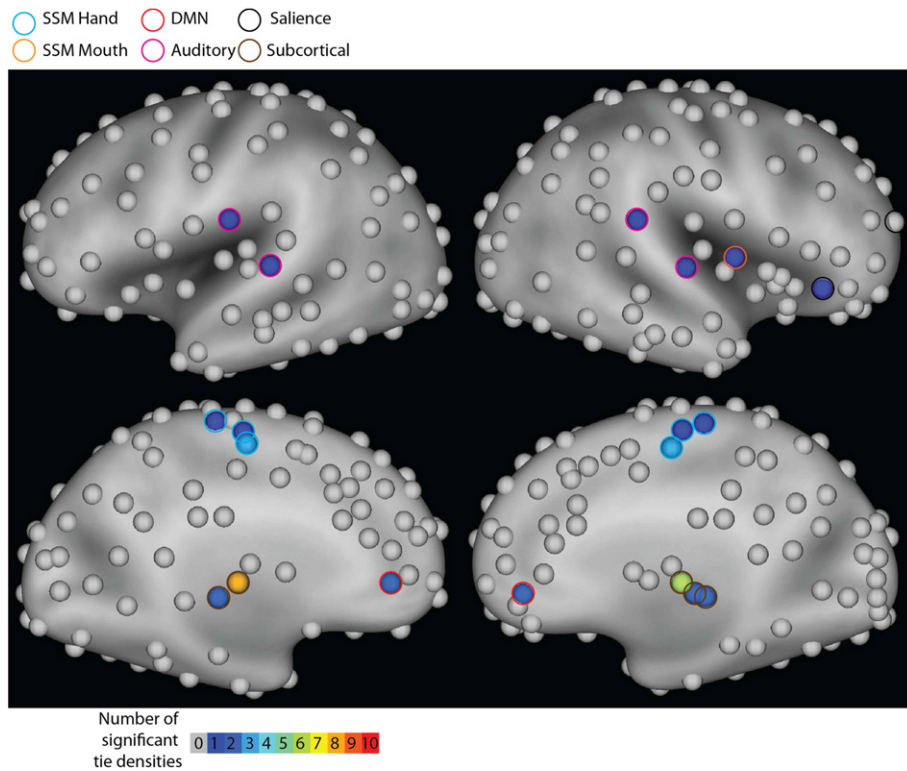 SSM Hand DMN Salience
SSM Mouth Auditory Subcortical
Number of
significant
tie densities
0 1 2 3 4 5 6 7 8 9 10